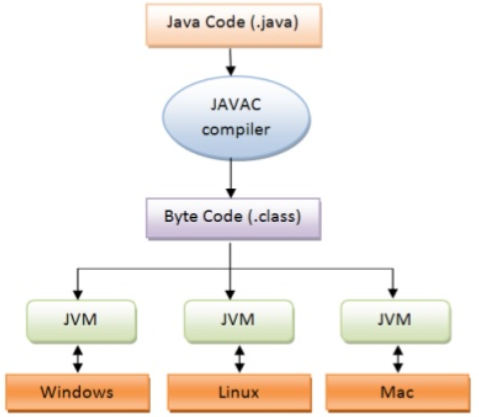 Java Code (.java)
JAVAC
compiler
Byte Code (.class)
JVM
JVM
JVM
Windows
Linux
Mac